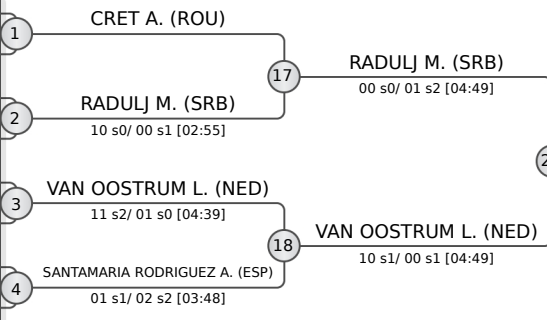 1
CRET A. (ROU)
17
RADULJ M. (SRB)
00 s0/ 01 s2 [04:49]
2
RADULJ M. (SRB)
10 s0/ 00 s1 [02:55]
3
VAN OOSTRUM L. (NED)
11 s2/ 01 s0 [04:39]
18
VAN OOSTRUM L. (NED)
10 s1/ 00 s1 [04:49]
4
SANTAMARIA RODRIGUEZ A. (ESP)
01 s1/ 02 s2 [03:48]